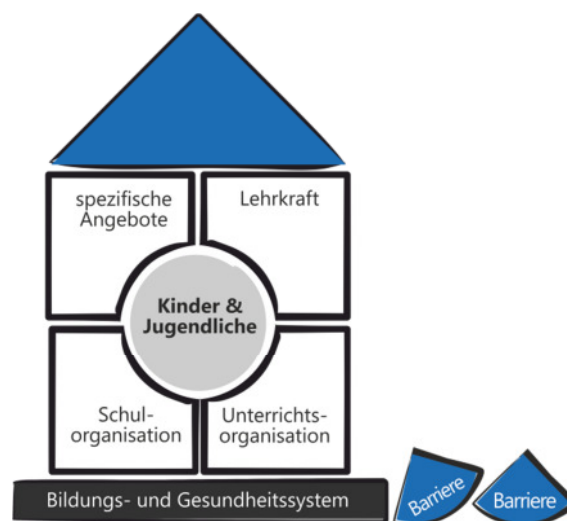 spezifische
Angebote
Lehrkraft
Kinder &
Jugendliche
Schul-
organisation
Unterrichts-
organisation
Bildungs- und Gesundheitssystem
Barriere
Barriere